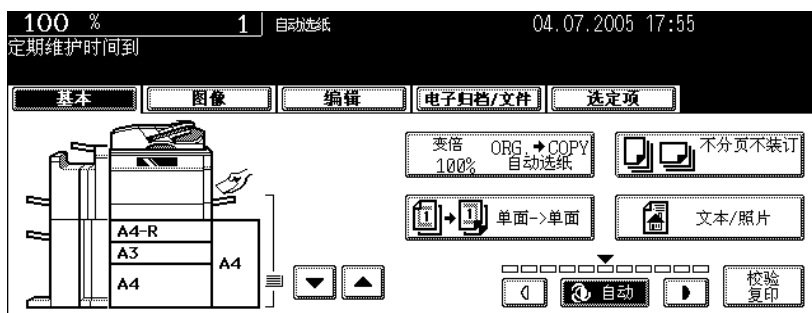 100 % 1 自动选纸 04.07.2005 17:55
定期维护时间到
基本 图像 编辑 电子归档/文件 选定项
变倍 ORG.→COPY
100% 自动选纸
不分页不装订
1→1 单面->单面
文本/照片
A4-R
A3
A4
A4
自动
校验
复印